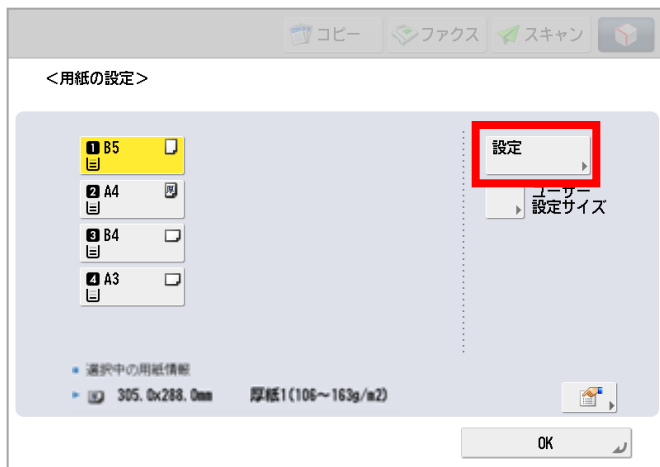 コピー ファクス スキャン
<用紙の設定>
1 B5
設定
2 A4 厚
ユーザー
設定サイズ
3 B4
4 A3
選択中の用紙情報
305.0x288.0mm 厚紙1(106~163g/m2)
OK